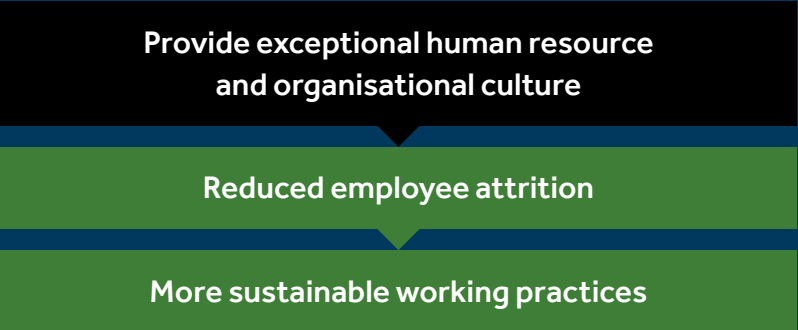 Provide exceptional human resource
and organisational culture
Reduced employee attrition
More sustainable working practices